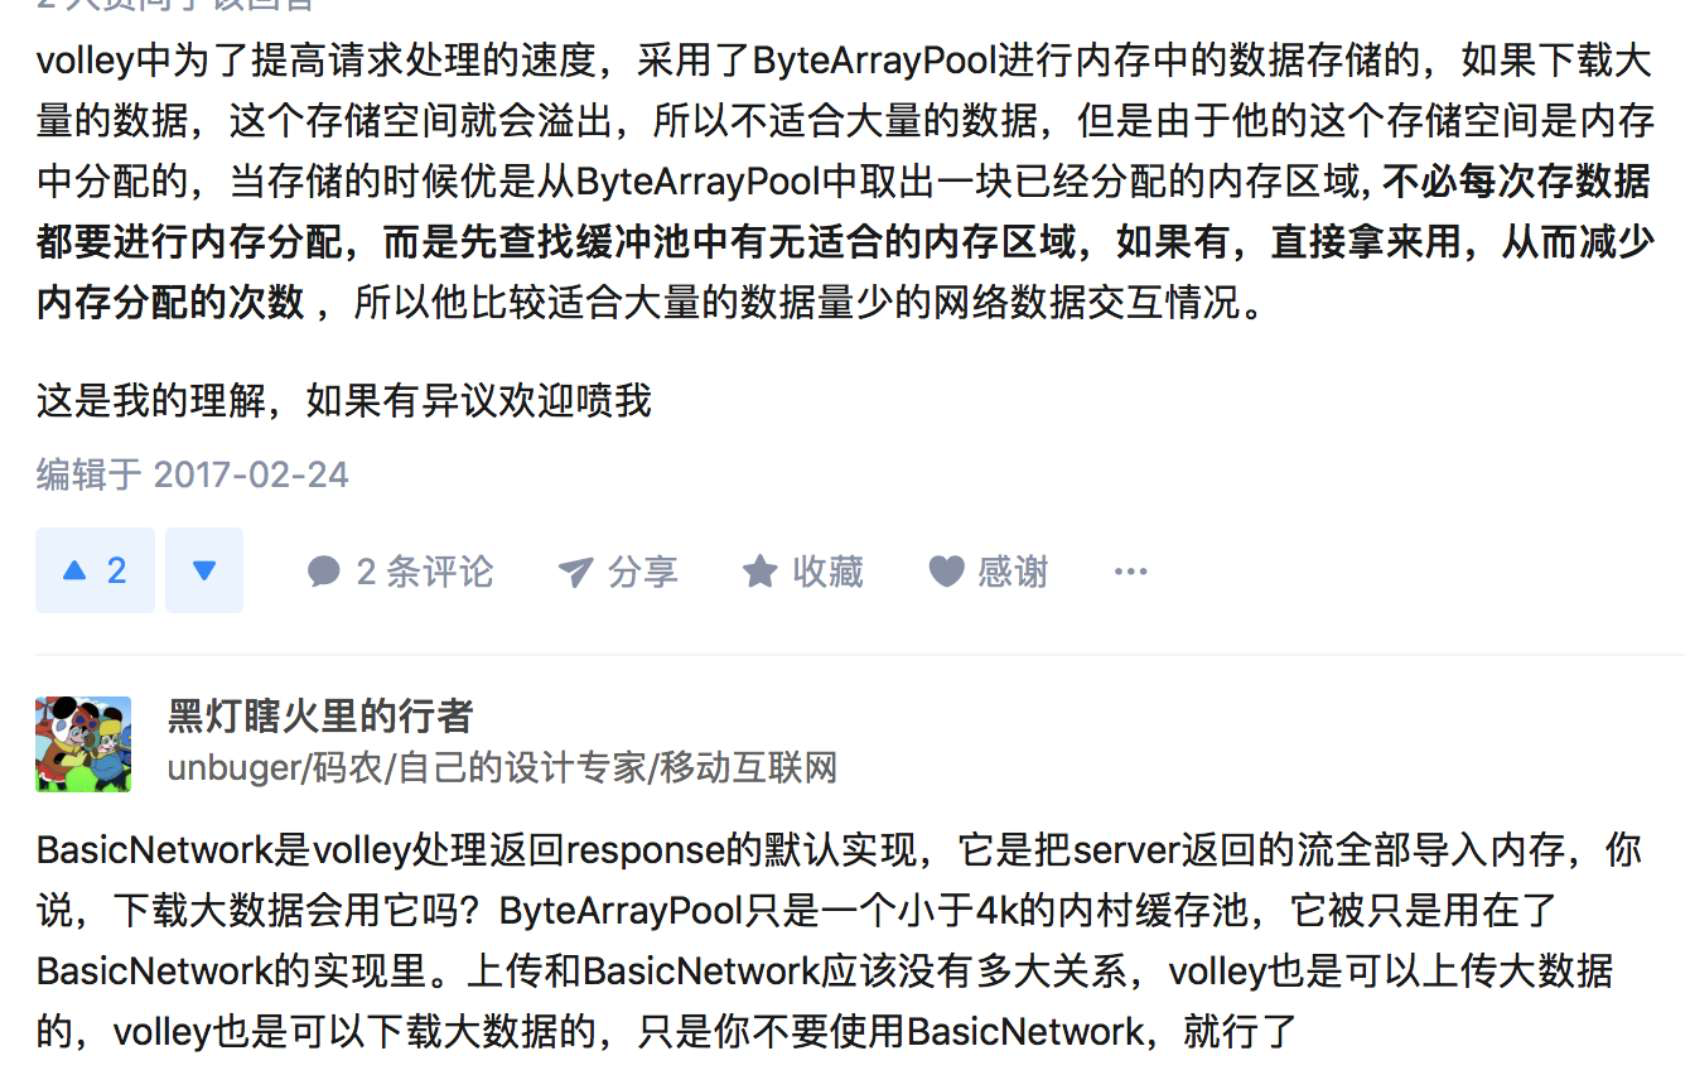 2 人赞同了该回答
volley中为了提高请求处理的速度，采用了ByteArrayPool进行内存中的数据存储的，如果下载大
量的数据，这个存储空间就会溢出，所以不适合大量的数据，但是由于他的这个存储空间是内存
中分配的，当存储的时候优是从ByteArrayPool中取出一块已经分配的内存区域, 不必每次存数据
都要进行内存分配，而是先查找缓冲池中有无适合的内存区域，如果有，直接拿来用，从而减少
内存分配的次数 ，所以他比较适合大量的数据量少的网络数据交互情况。
这是我的理解，如果有异议欢迎喷我
编辑于 2017-02-24
2 2 条评论 分享 收藏 感谢 ···
黑灯瞎火里的行者
unbuger/码农/自己的设计专家/移动互联网
BasicNetwork是volley处理返回response的默认实现，它是把server返回的流全部导入内存，你
说，下载大数据会用它吗？ByteArrayPool只是一个小于4k的内村缓存池，它被只是用在了
BasicNetwork的实现里。上传和BasicNetwork应该没有多大关系，volley也是可以上传大数据
的，volley也是可以下载大数据的，只是你不要使用BasicNetwork，就行了